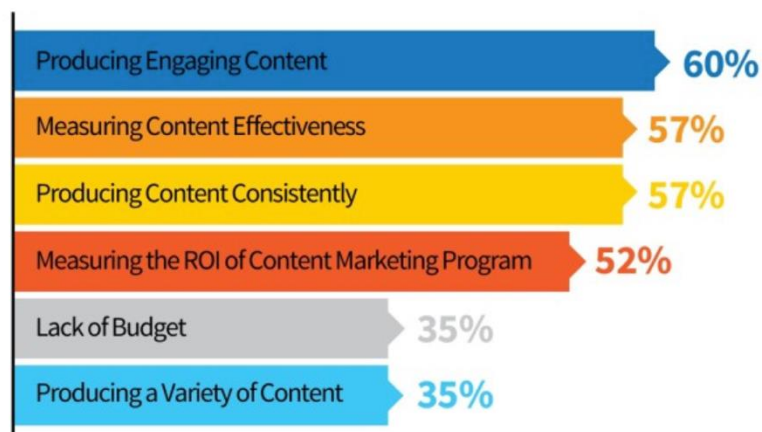 Producing Engaging Content 60%
Measuring Content Effectiveness 57%
Producing Content Consistently 57%
Measuring the ROI of Content Marketing Program 52%
Lack of Budget 35%
Producing a Variety of Content 35%